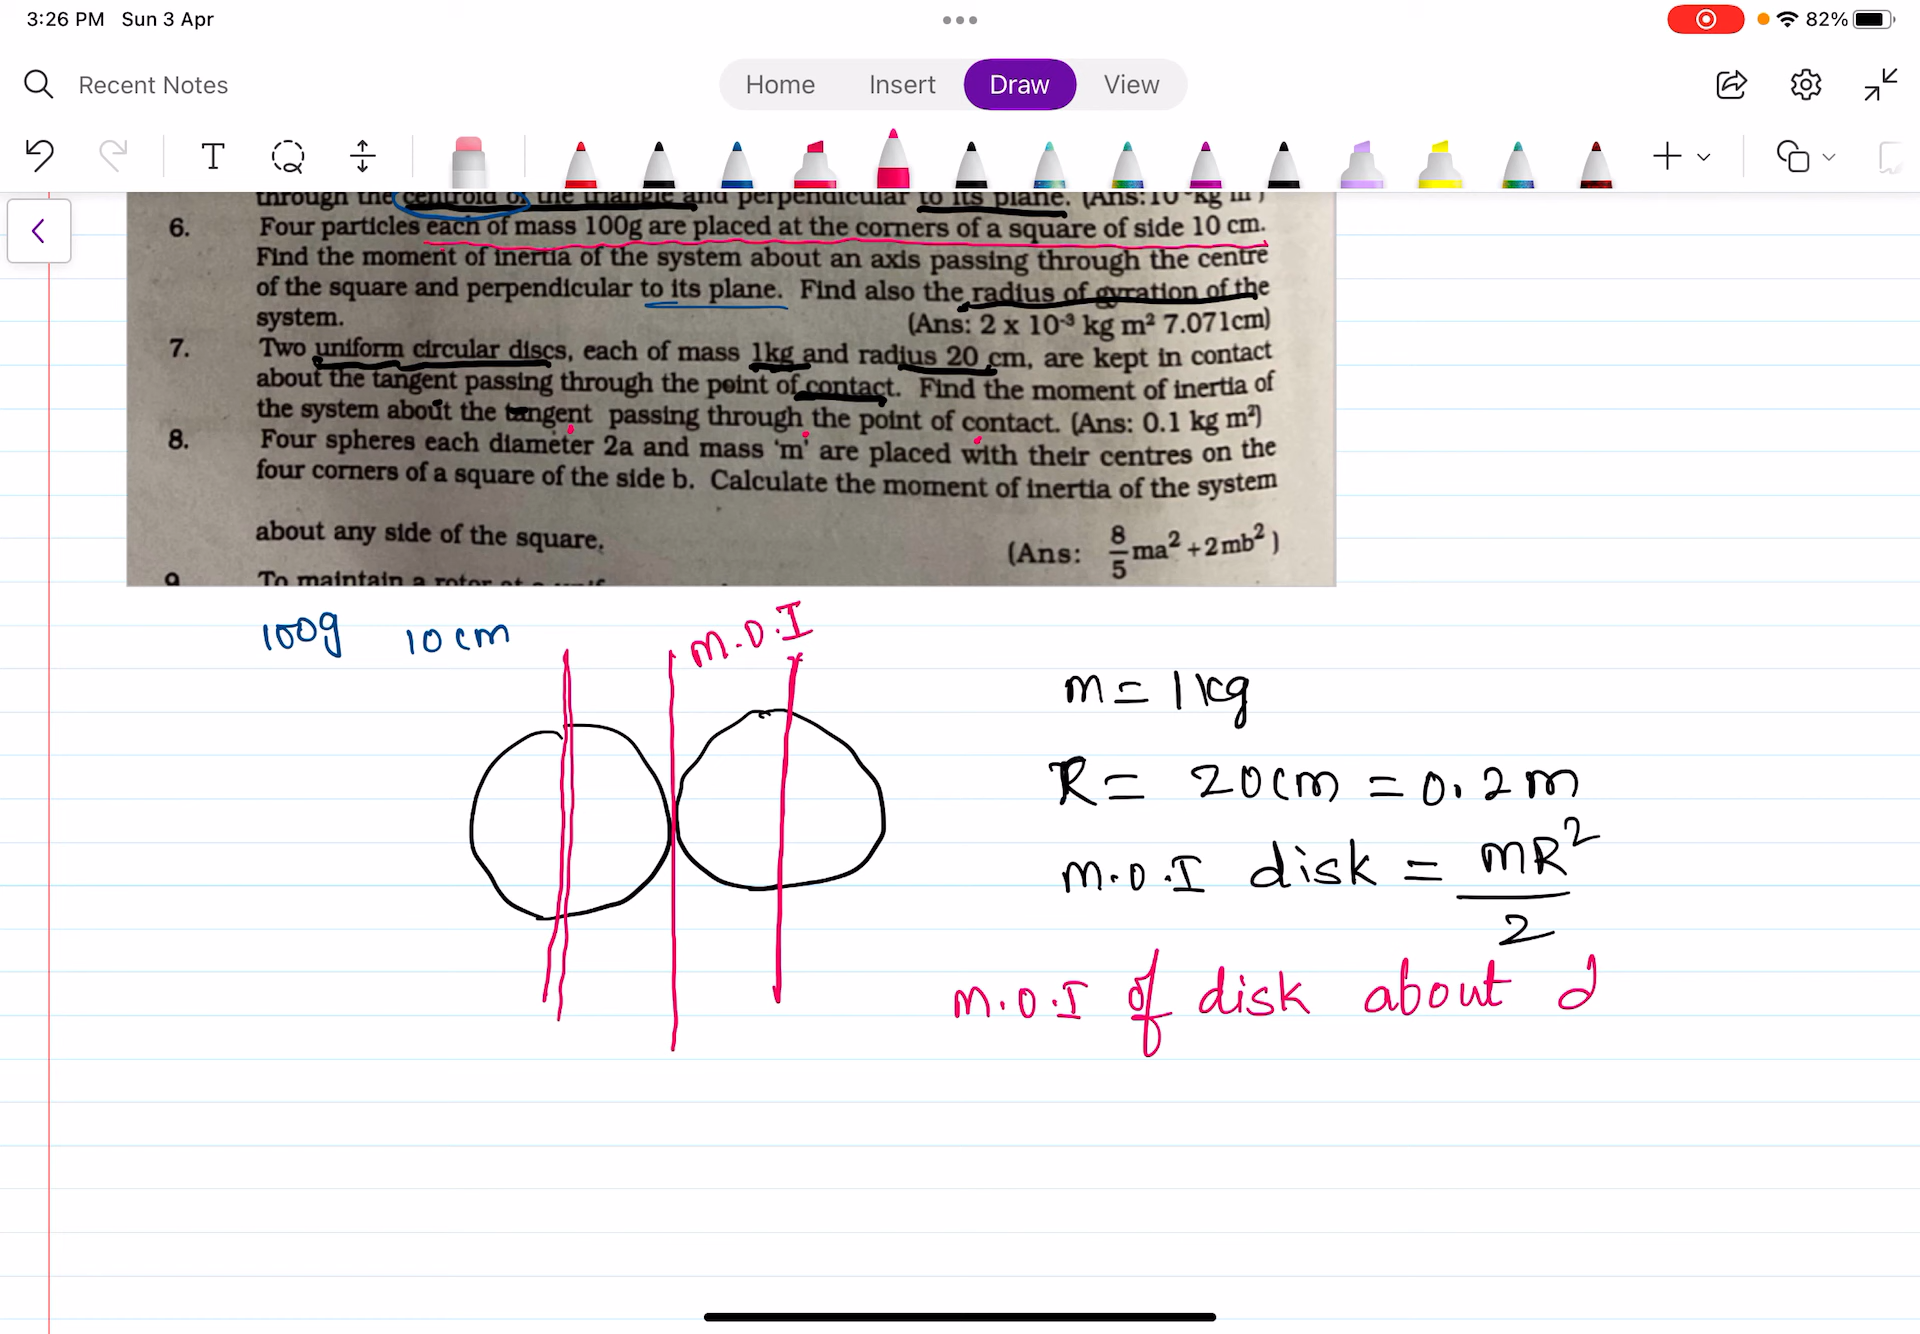 3:26 PM Sun 3 Apr
82%
Recent Notes
Home Insert Draw View
T
through the centroid of the triangle and perpendicular to its plane. (Ans:10
6. Four particles each of mass 100g are placed at the corners of a square of side 10 cm.
Find the moment of inertia of the system about an axis passing through the centre
of the square and perpendicular to its plane. Find also the radius of gyration of the
system. (Ans: 2 x 10⁻³ kg m² 7.071cm)
7. Two uniform circular discs, each of mass 1kg and radius 20 cm, are kept in contact
about the tangent passing through the point of contact. Find the moment of inertia of
the system about the tangent passing through the point of contact. (Ans: 0.1 kg m²)
8. Four spheres each diameter 2a and mass 'm' are placed with their centres on the
four corners of a square of the side b. Calculate the moment of inertia of the system
about any side of the square. (Ans: 8/5 ma² + 2mb²)
9 To maintain a rotor at a
100g 10cm
M.O.I
m = 1kg
R = 20cm = 0.2m
M.O.I disk = mR²/2
M.O.I of disk about d